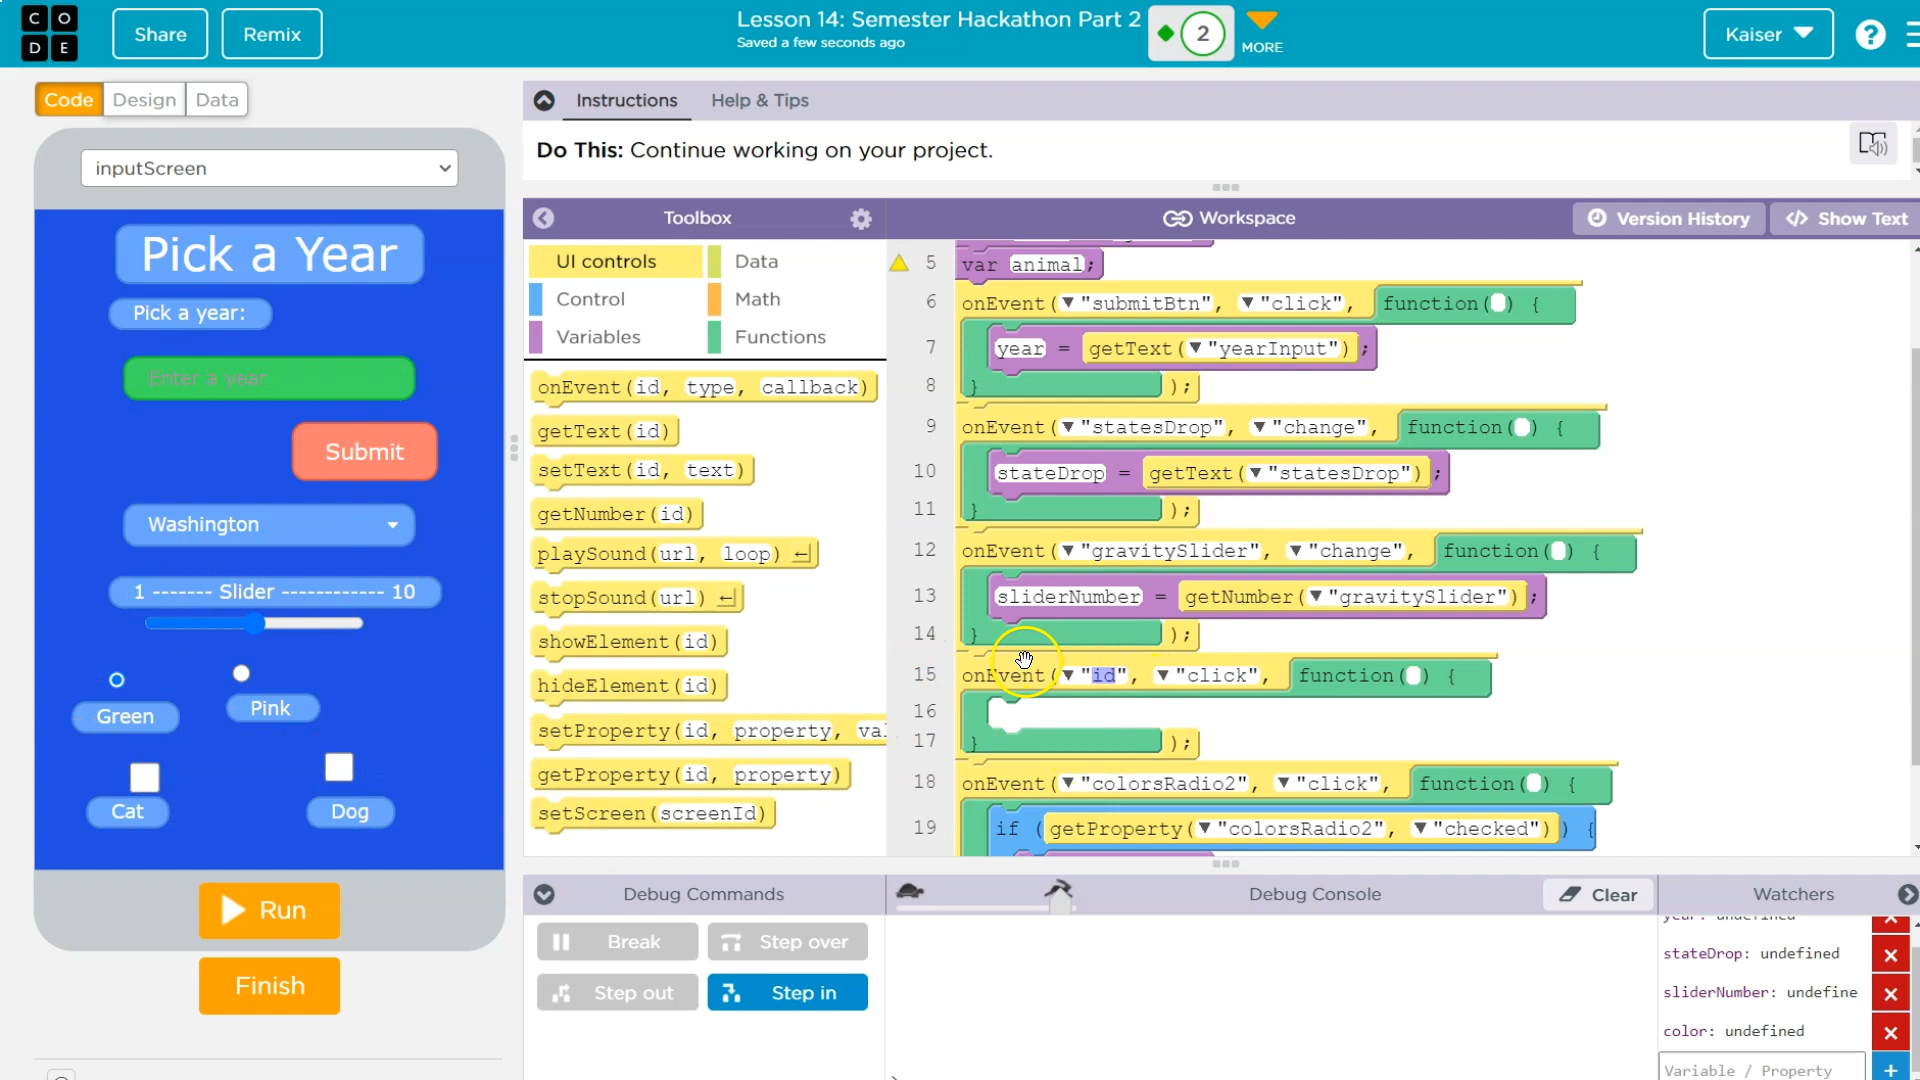 CO
DE
Share
Remix
Lesson 14: Semester Hackathon Part 2
Saved a few seconds ago
2
MORE
Kaiser
?
Code
Design
Data
Instructions
Help & Tips
Do This: Continue working on your project.
inputScreen
Pick a Year
Pick a year:
Enter a year
Submit
Washington
1 ------- Slider ------------ 10
Green
Pink
Cat
Dog
Run
Finish
Toolbox
UI controls
Data
Control
Math
Variables
Functions
onEvent(id, type, callback)
getText(id)
setText(id, text)
getNumber(id)
playSound(url, loop)
stopSound(url)
showElement(id)
hideElement(id)
setProperty(id, property, val
getProperty(id, property)
setScreen(screenId)
Workspace
Version History
</> Show Text
5 var animal;
6 onEvent(▼"submitBtn", ▼"click", function() {
7 year = getText(▼"yearInput");
8 } );
9 onEvent(▼"statesDrop", ▼"change", function() {
10 stateDrop = getText(▼"statesDrop");
11 } );
12 onEvent(▼"gravitySlider", ▼"change", function() {
13 sliderNumber = getNumber(▼"gravitySlider");
14 } );
15 onEvent(▼"id", ▼"click", function() {
16
17 } );
18 onEvent(▼"colorsRadio2", ▼"click", function() {
19 if (getProperty(▼"colorsRadio2", ▼"checked")) {
Debug Commands
Break
Step over
Step out
Step in
Debug Console
Clear
Watchers
year: undefined
stateDrop: undefined
sliderNumber: undefine
color: undefined
Variable / Property